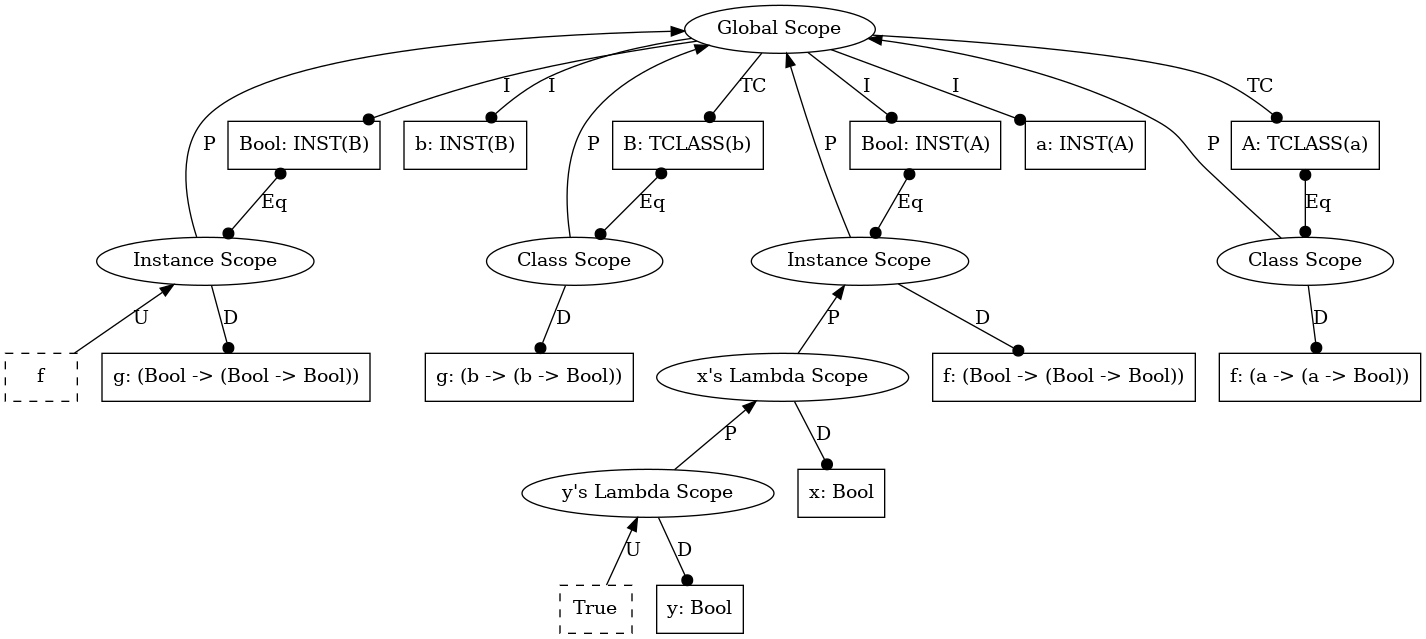 Global Scope
I
I
TC
I
I
TC
P
Bool: INST(B)
b: INST(B)
P
B: TCLASS(b)
P
Bool: INST(A)
a: INST(A)
P
A: TCLASS(a)
Eq
Eq
Eq
Eq
Instance Scope
Class Scope
Instance Scope
Class Scope
U
D
D
P
D
D
f
g: (Bool -> (Bool -> Bool))
g: (b -> (b -> Bool))
x's Lambda Scope
f: (Bool -> (Bool -> Bool))
f: (a -> (a -> Bool))
P
D
y's Lambda Scope
x: Bool
U
D
True
y: Bool